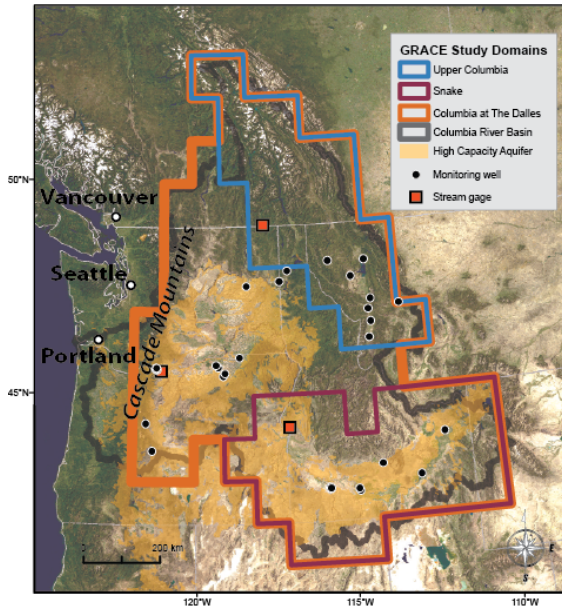 GRACE Study Domains
Upper Columbia
Snake
Columbia at The Dalles
Columbia River Basin
High Capacity Aquifer
Monitoring well
Stream gage
50°N
Vancouver
Seattle
Cascade Mountains
Portland
45°N
0
200 km
N
E
S
120°W
115°W
110°W